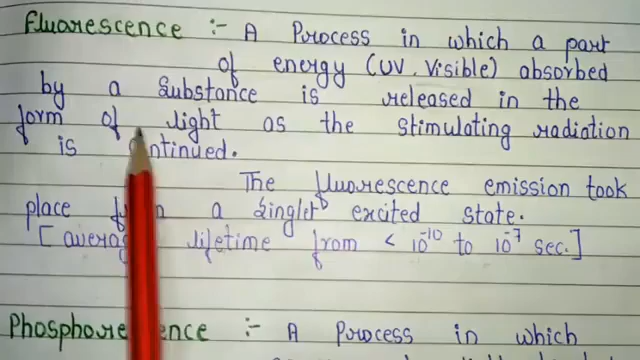 Fluorescence :- A Process in which a part
of energy (UV. Visible) absorbed
by a Substance is released in the
form of light as the stimulating radiation
is continued.
The fluorescence emission took
place from a Singlet excited state.
[average lifetime from < 10⁻¹⁰ to 10⁻⁷ sec.]
Phosphorescence :- A Process in which